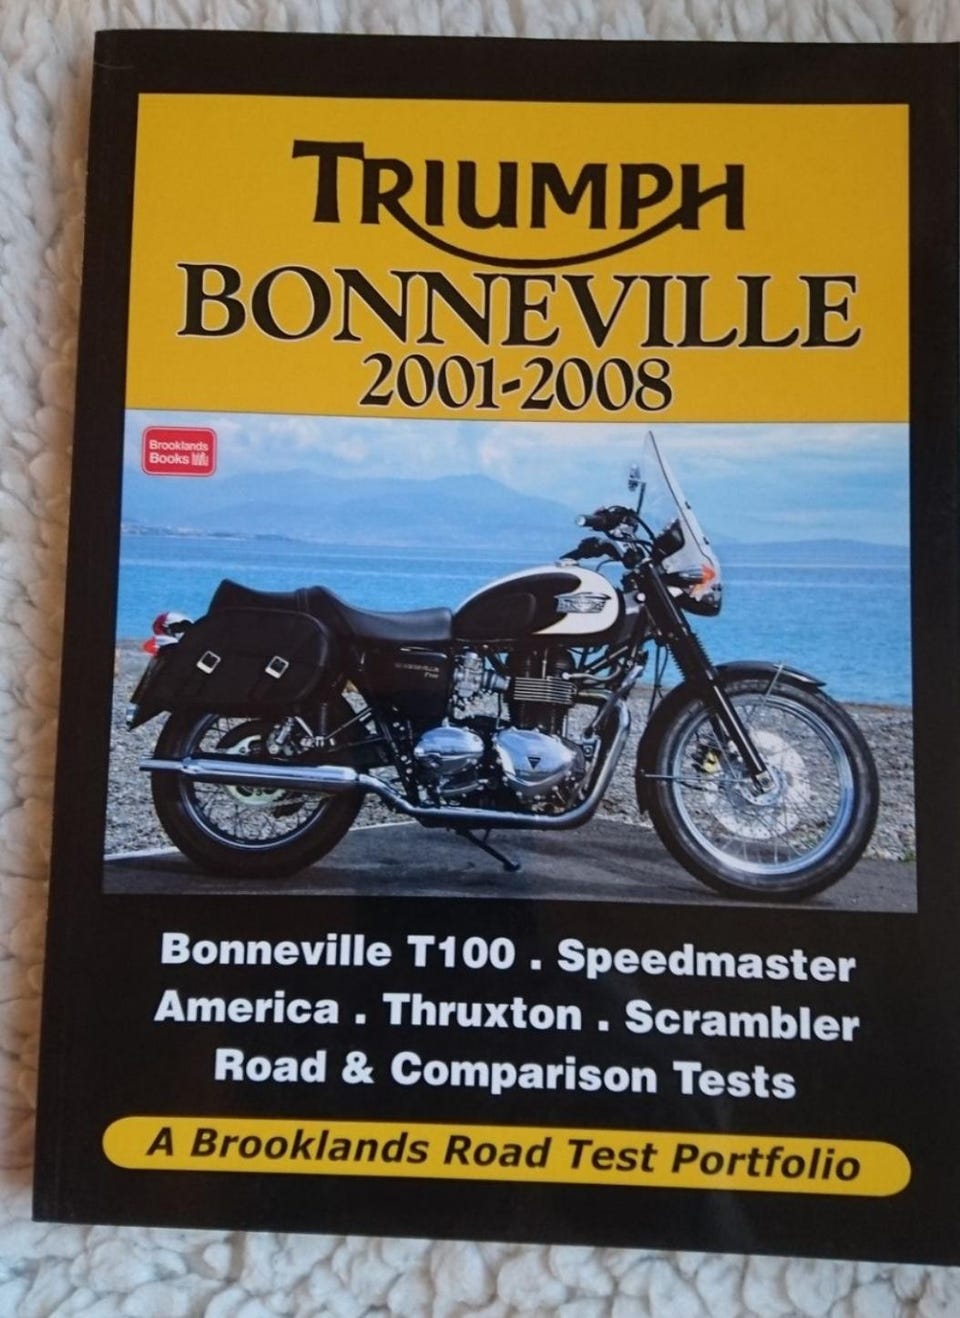 TRIUMPH
BONNEVILLE
2001-2008
Brooklands
Books
Bonneville T100 . Speedmaster
America . Thruxton . Scrambler
Road & Comparison Tests
A Brooklands Road Test Portfolio